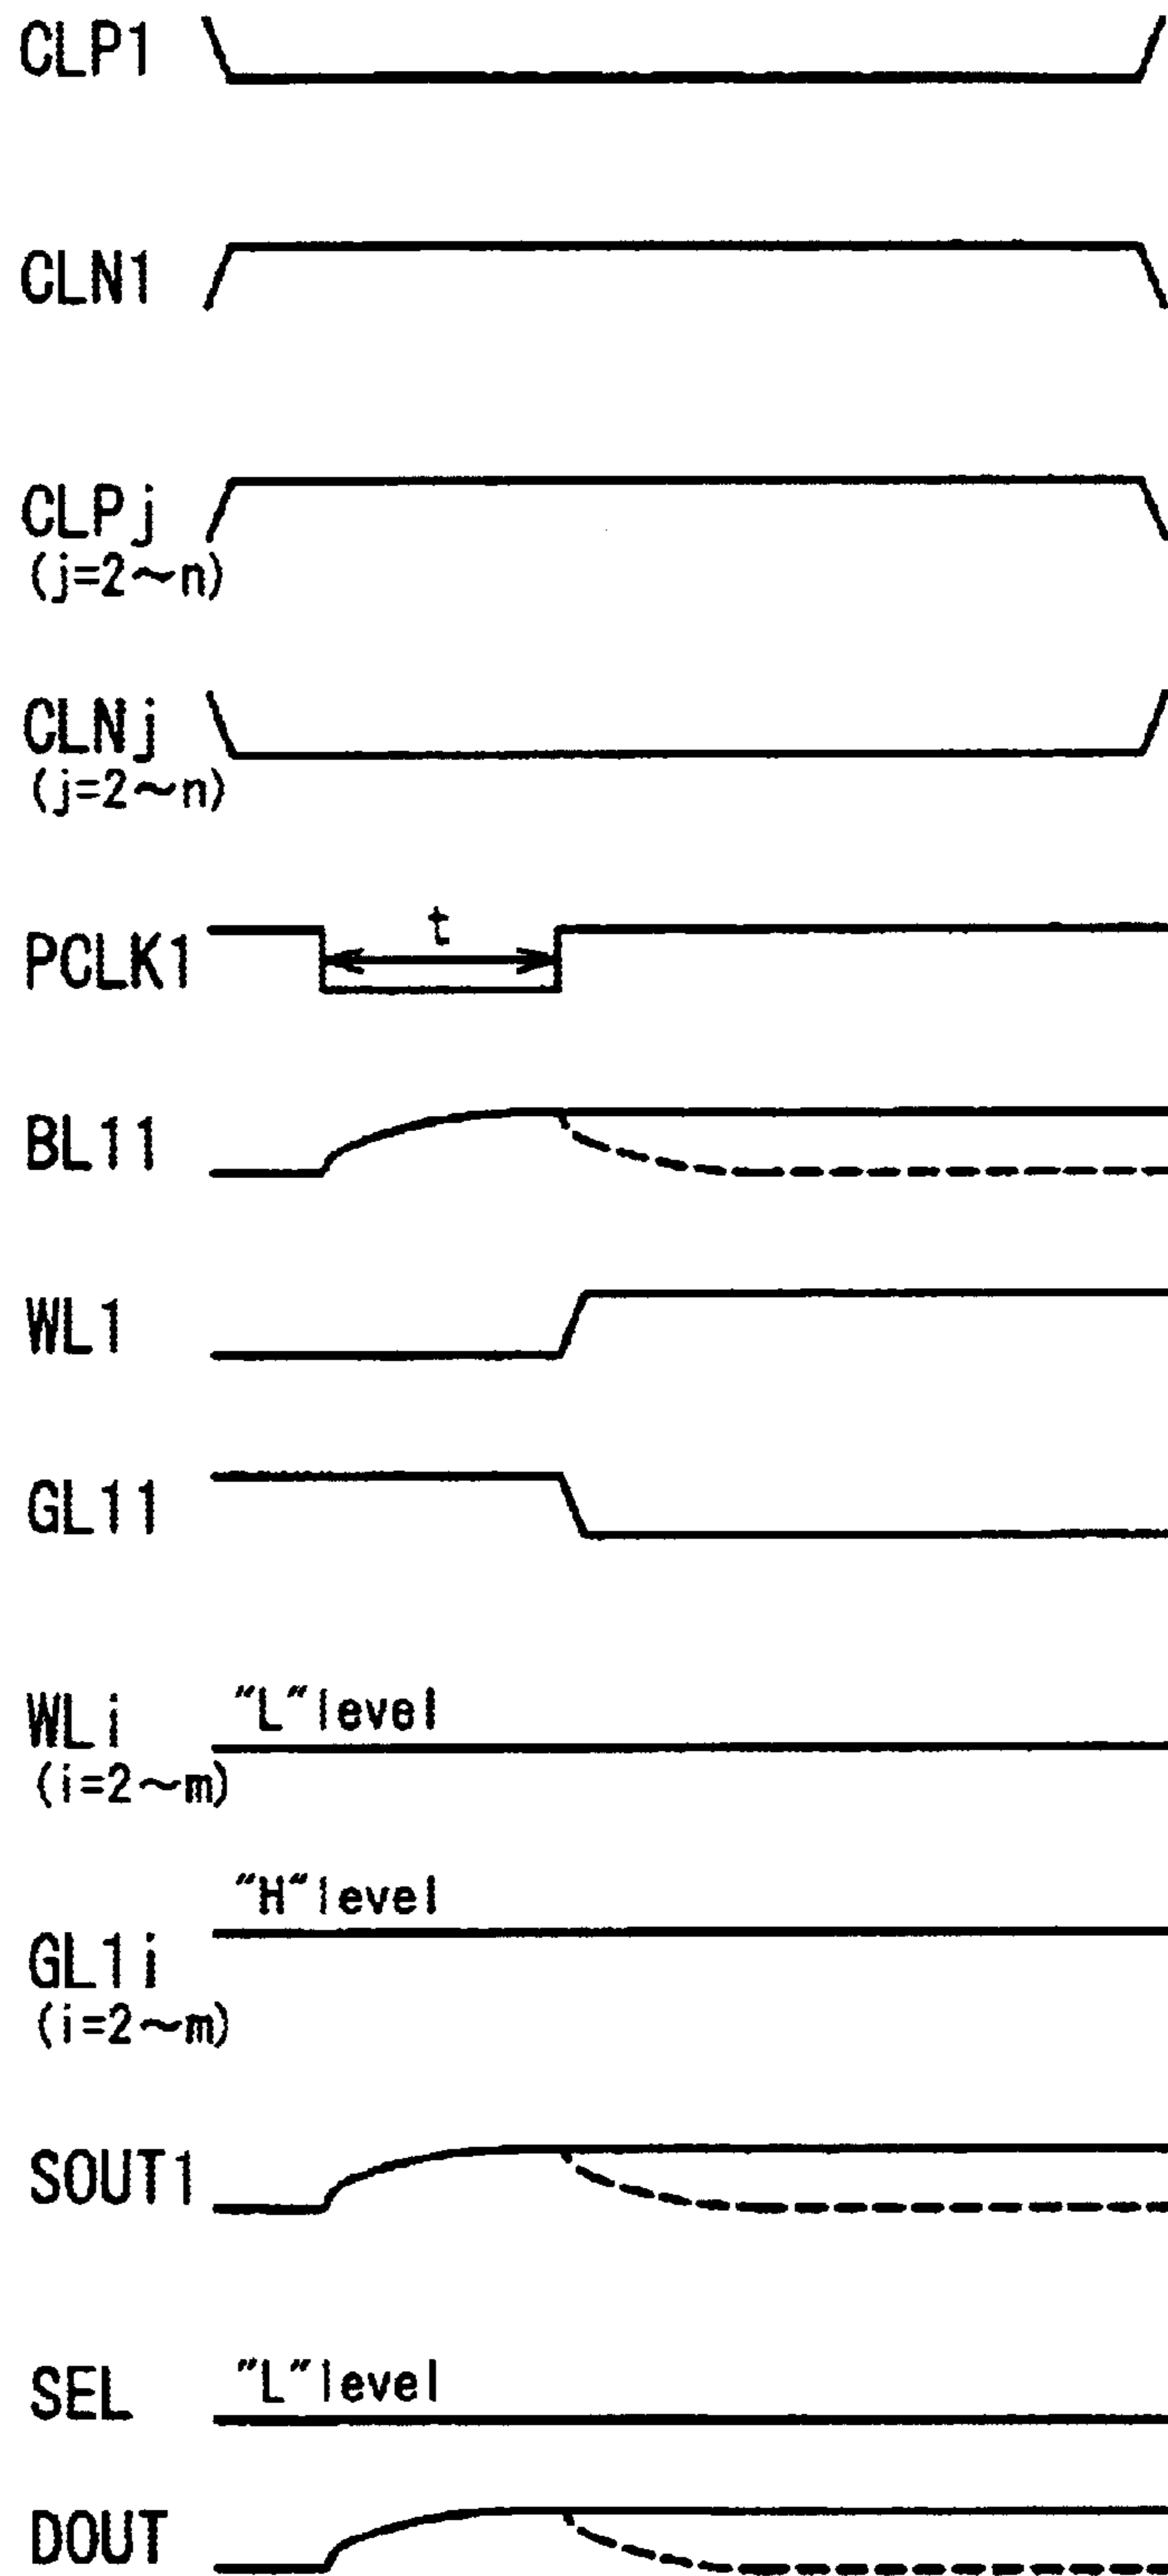 CLP1
CLN1
CLPj
(j=2～n)
CLNj
(j=2～n)
t
PCLK1
BL11
WL1
GL11
"L"level
WLi
(i=2～m)
"H"level
GL1i
(i=2～m)
SOUT1
"L"level
SEL
DOUT